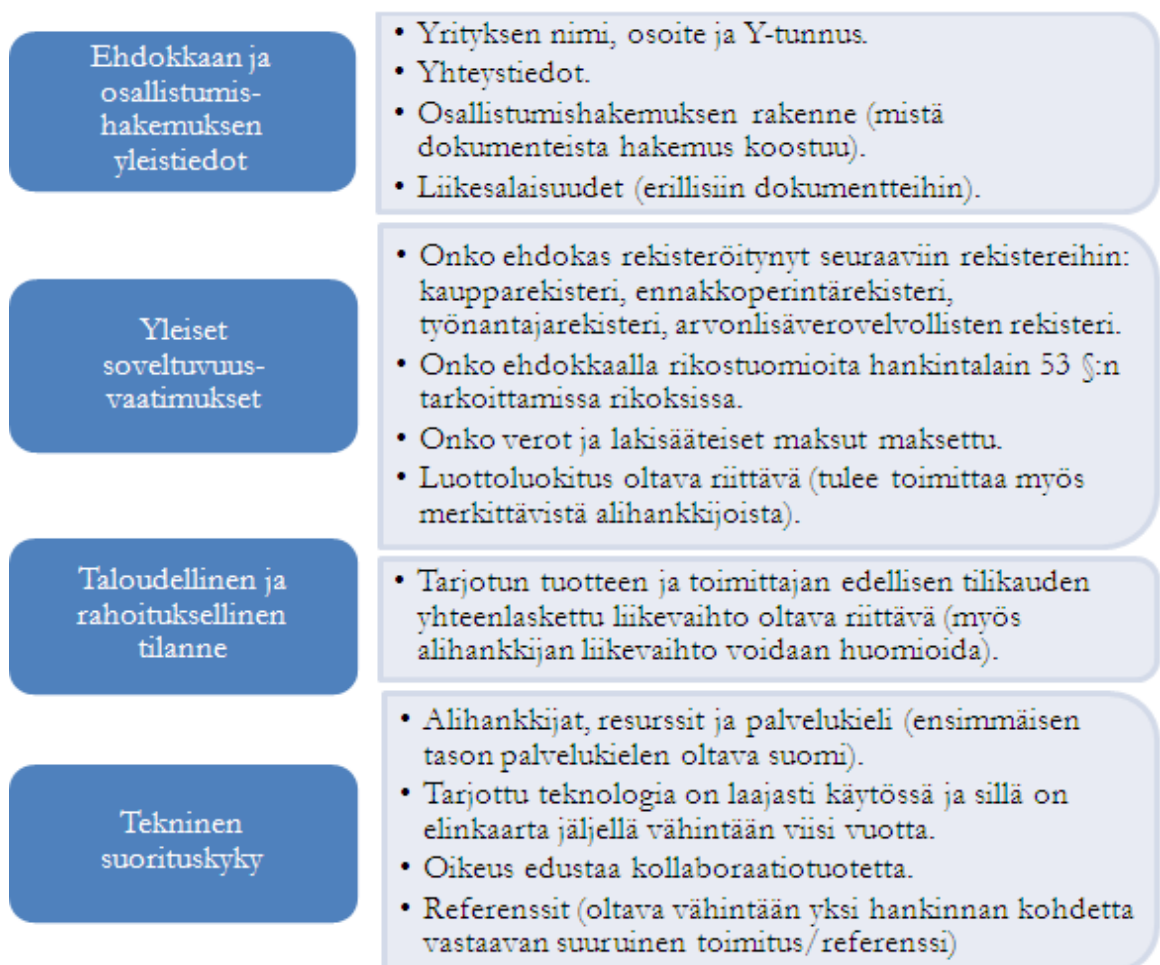 Ehdokkaan ja
osallistumis-
hakemuksen
yleistiedot
• Yrityksen nimi, osoite ja Y-tunnus.
• Yhteystiedot.
• Osallistumishakemuksen rakenne (mistä
dokumenteista hakemus koostuu).
• Liikesalaisuudet (erillisiin dokumentteihin).
Yleiset
soveltuvuus-
vaatimukset
• Onko ehdokas rekisteröitynyt seuraaviin rekistereihin:
kaupparekisteri, ennakkoperintärekisteri,
työnantajarekisteri, arvonlisäverovelvollisten rekisteri.
• Onko ehdokkaalla rikostuomioita hankintalain 53 §:n
tarkoittamissa rikoksissa.
• Onko verot ja lakisääteiset maksut maksettu.
• Luottoluokitus oltava riittävä (tulee toimittaa myös
merkittävistä alihankkijoista).
Taloudellinen ja
rahoituksellinen
tilanne
• Tarjotun tuotteen ja toimittajan edellisen tilikauden
yhteenlaskettu liikevaihto oltava riittävä (myös
alihankkijan liikevaihto voidaan huomioida).
Tekninen
suorituskyky
• Alihankkijat, resurssit ja palvelukieli (ensimmäisen
tason palvelukielen oltava suomi).
• Tarjottu teknologia on laajasti käytössä ja sillä on
elinkaarta jäljellä vähintään viisi vuotta.
• Oikeus edustaa kollaboraatiotuotetta.
• Referenssit (oltava vähintään yksi hankinnan kohdetta
vastaavan suuruinen toimitus/referenssi)